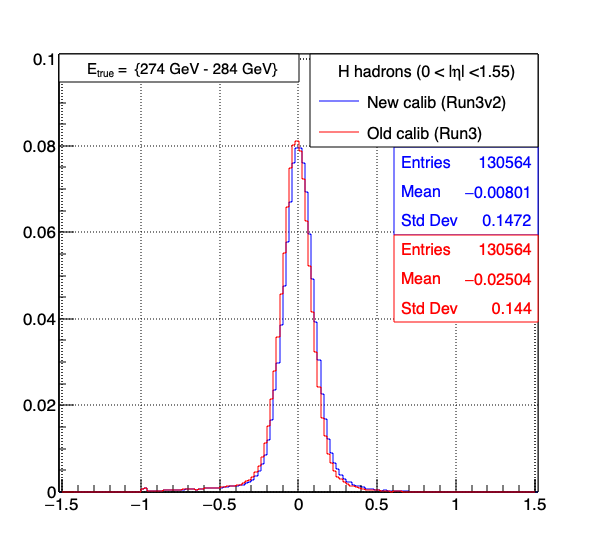 E_true = {274 GeV - 284 GeV}
H hadrons (0 < |η| <1.55)
New calib (Run3v2)
Old calib (Run3)
Entries 130564
Mean −0.00801
Std Dev 0.1472
Entries 130564
Mean −0.02504
Std Dev 0.144
0.1
0.08
0.06
0.04
0.02
0
−1.5 −1 −0.5 0 0.5 1 1.5